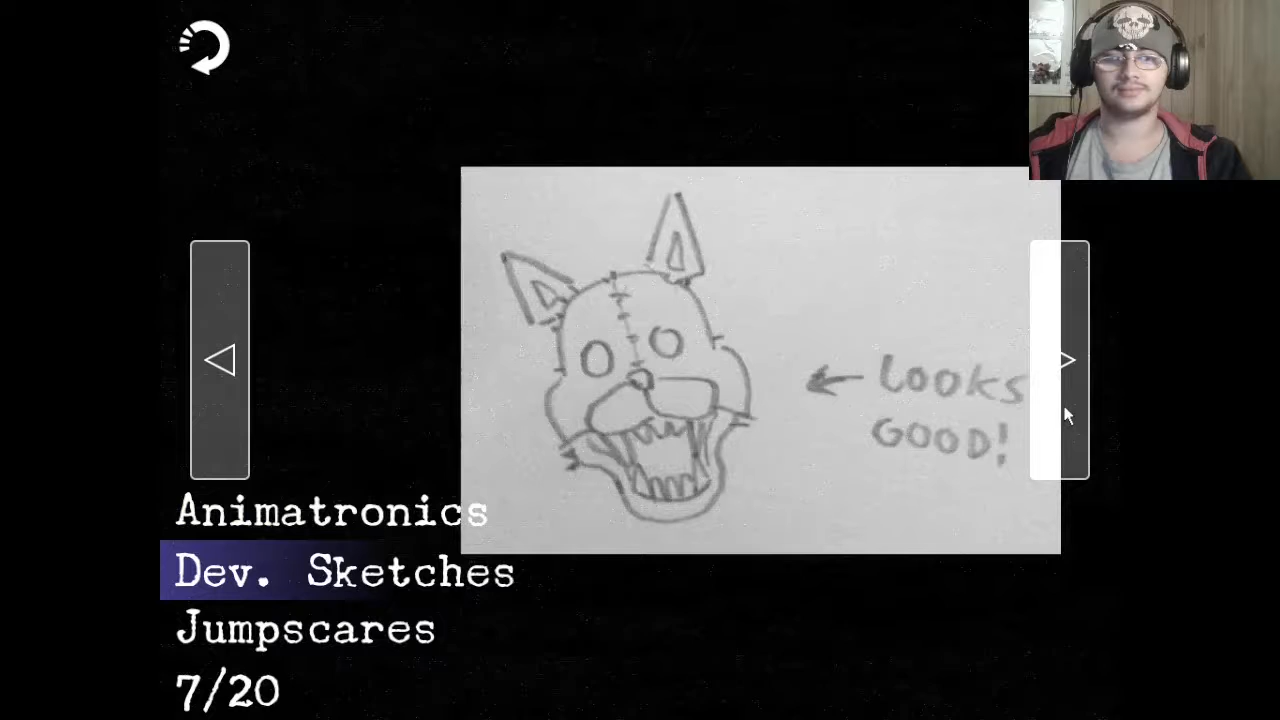 LOOKS
GOOD!
Animatronics
Dev. Sketches
Jumpscares
7/20